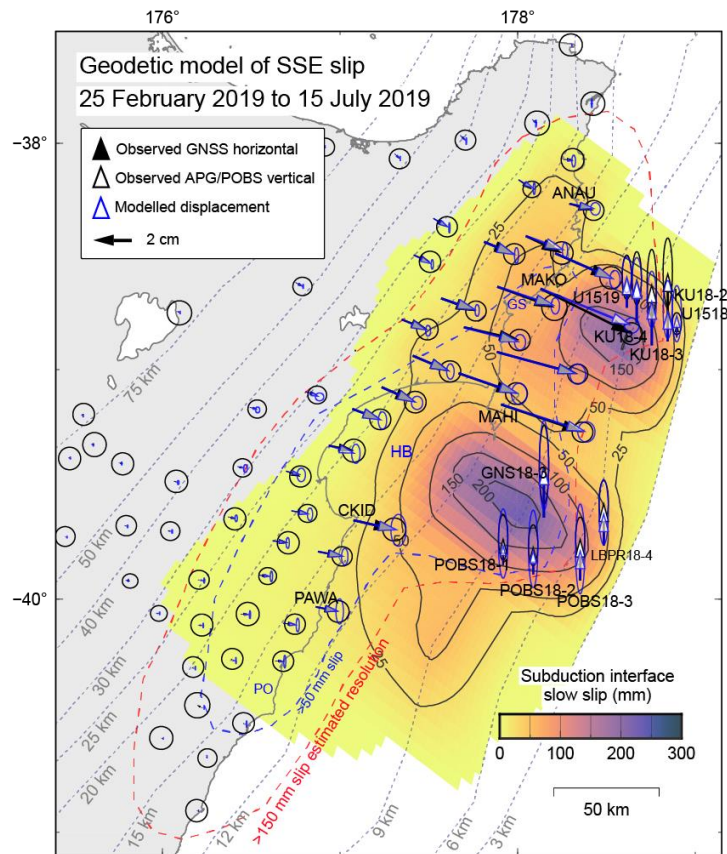 176°
178°
Geodetic model of SSE slip
25 February 2019 to 15 July 2019
−38°
Observed GNSS horizontal
Observed APG/POBS vertical
Modelled displacement
2 cm
ANAU
25
MAKO
U1519
KU18-2
GS
U1518
KU18-4
KU18-3
50
150
75 km
50
50
25
MAHI
HB
50
GNS18-3
150
100
200
CKID
50
50 km
LBPR18-4
POBS18-1
−40°
40 km
PAWA
POBS18-2
POBS18-3
30 km
25
>50 mm slip
25 km
PO
>150 mm slip estimated resolution
Subduction interface
slow slip (mm)
20 km
0 100 200 300
15 km
12 km
9 km
6 km
3 km
50 km